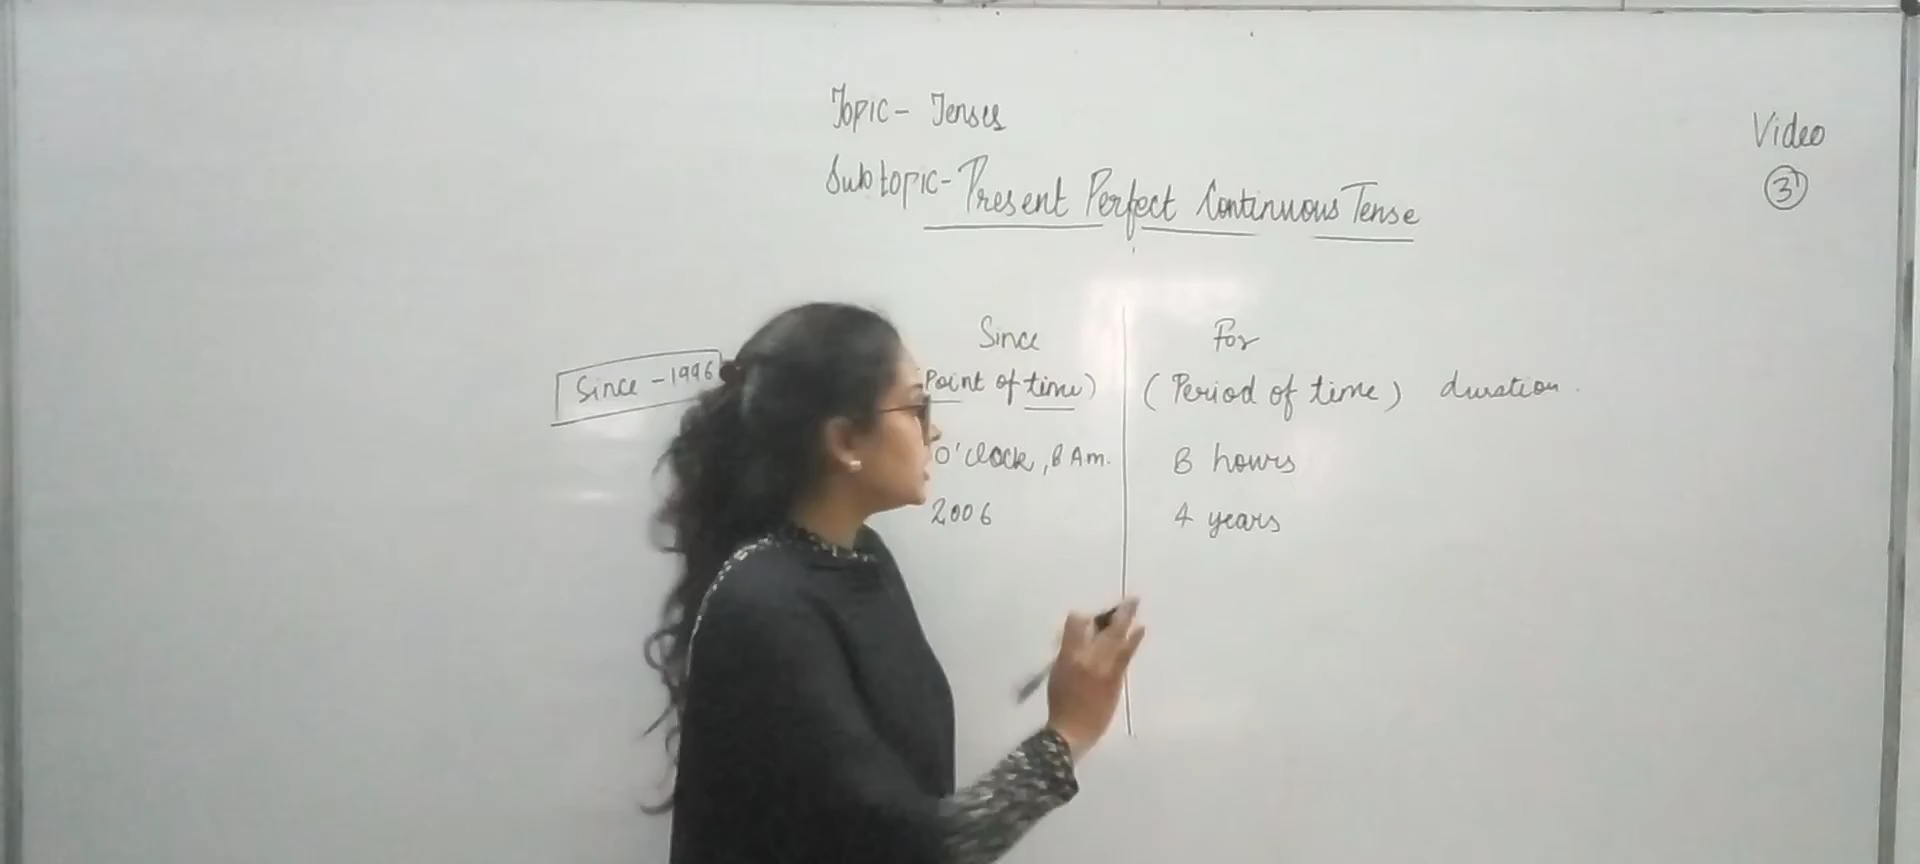 Topic- Tenses
Subtopic- Present Perfect Continuous Tense
Video
3
Since
For
Since - 1996
Point of time)
(Period of time) duration.
O'clock, 8 Am.
8 hours
2006
4 years